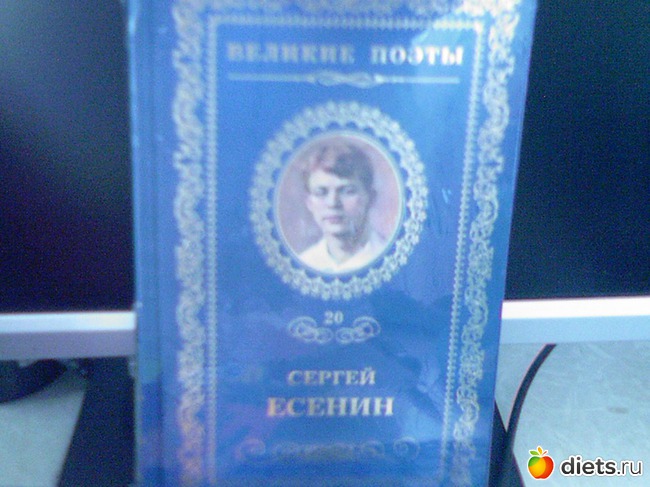 ВЕЛИКИЕ ПОЭТЫ
20
СЕРГЕЙ
ЕСЕНИН
diets.ru